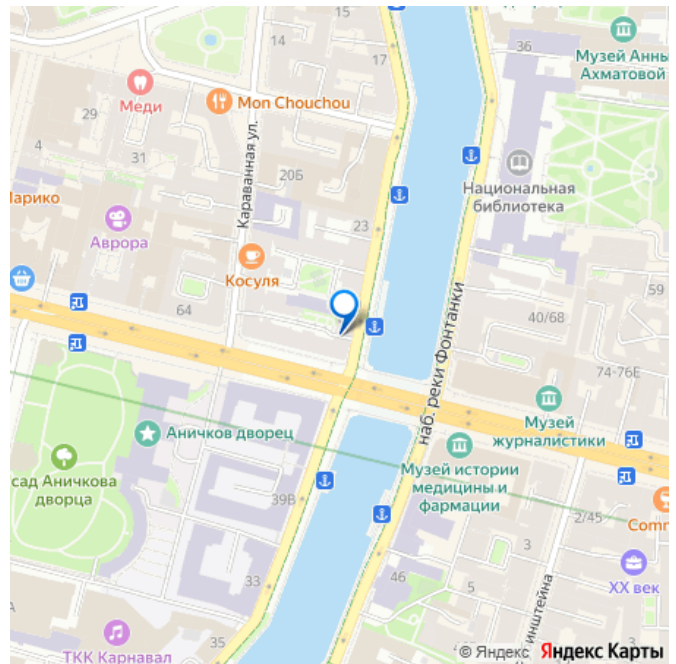 14
15
17
36
Музей Анны
Ахматовой
Меди
Mon Chouchou
29
4
31
20Б
Караванная ул.
Национальная
библиотека
Парико
23
Аврора
Косуля
64
59
40/68
74-76Е
наб. реки Фонтанки
Музей
журналистики
Аничков дворец
сад Аничкова
дворца
Музей истории
медицины и
фармации
39В
2/45
Comm
3
XX век
33
46
5
35
ТКК Карнавал
© Яндекс Яндекс Карты